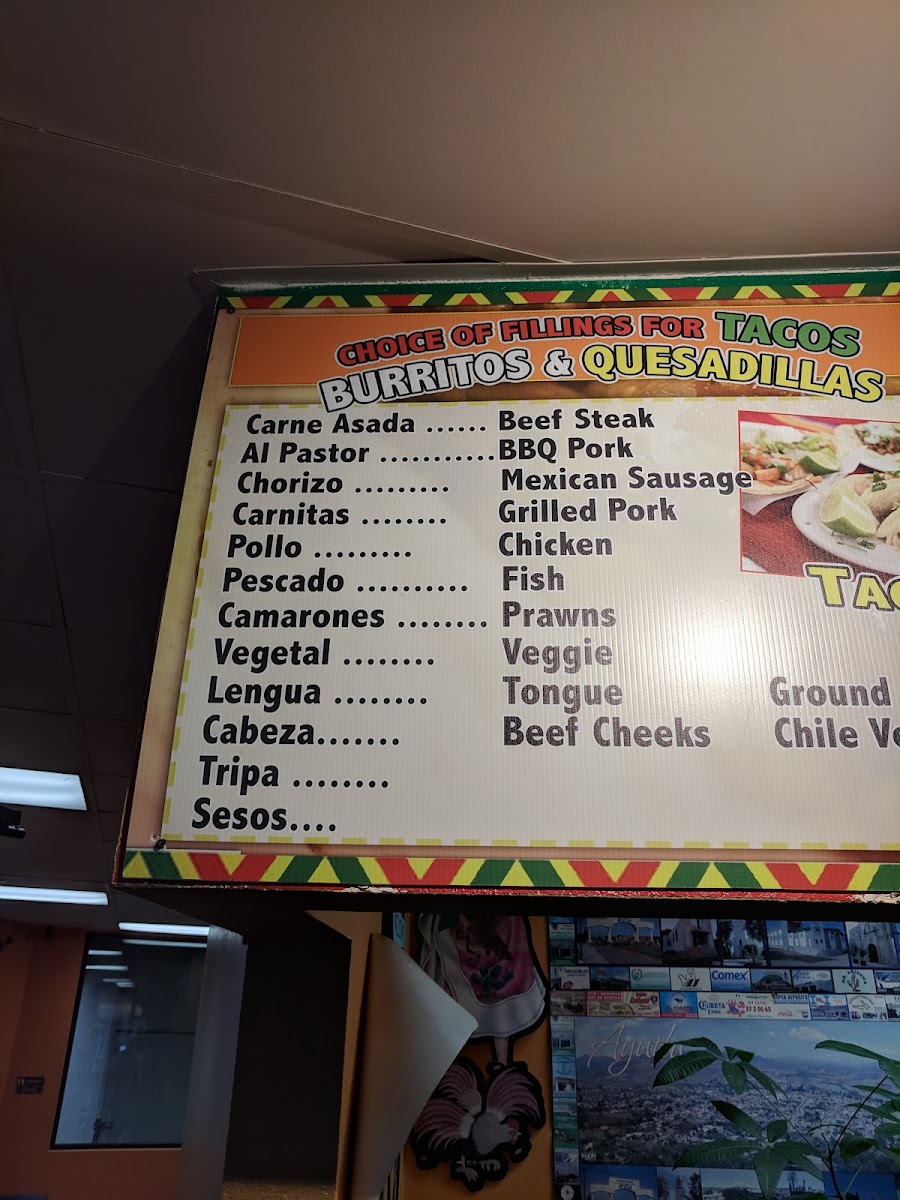 CHOICE OF FILLINGS FOR TACOS
BURRITOS & QUESADILLAS
Carne Asada ...... Beef Steak
Al Pastor ........... BBQ Pork
Chorizo ......... Mexican Sausage
Carnitas ........ Grilled Pork
Pollo ......... Chicken
Pescado .......... Fish
Camarones ........ Prawns
Vegetal ........ Veggie
Lengua ........ Tongue Ground
Cabeza....... Beef Cheeks Chile
Tripa ........
Sesos....
Comex
Ayutla